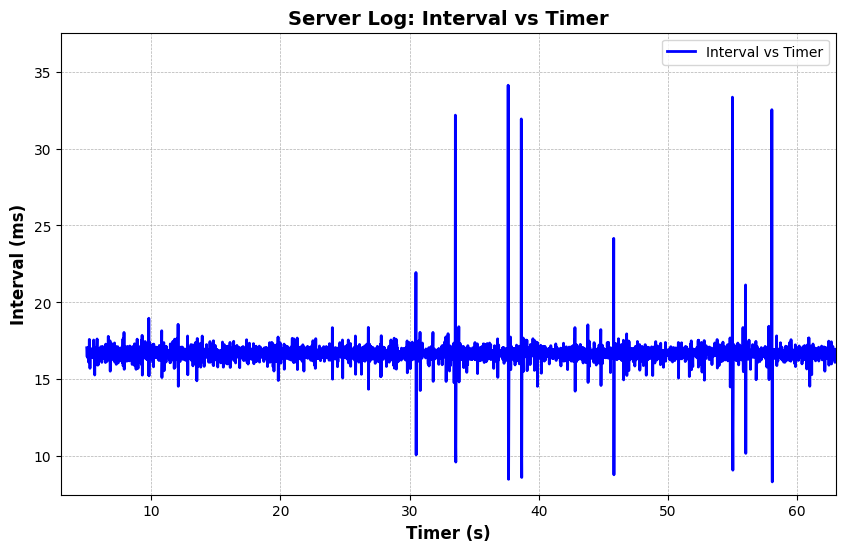 Server Log: Interval vs Timer
Interval vs Timer
Interval (ms)
35
30
25
20
15
10
10 20 30 40 50 60
Timer (s)